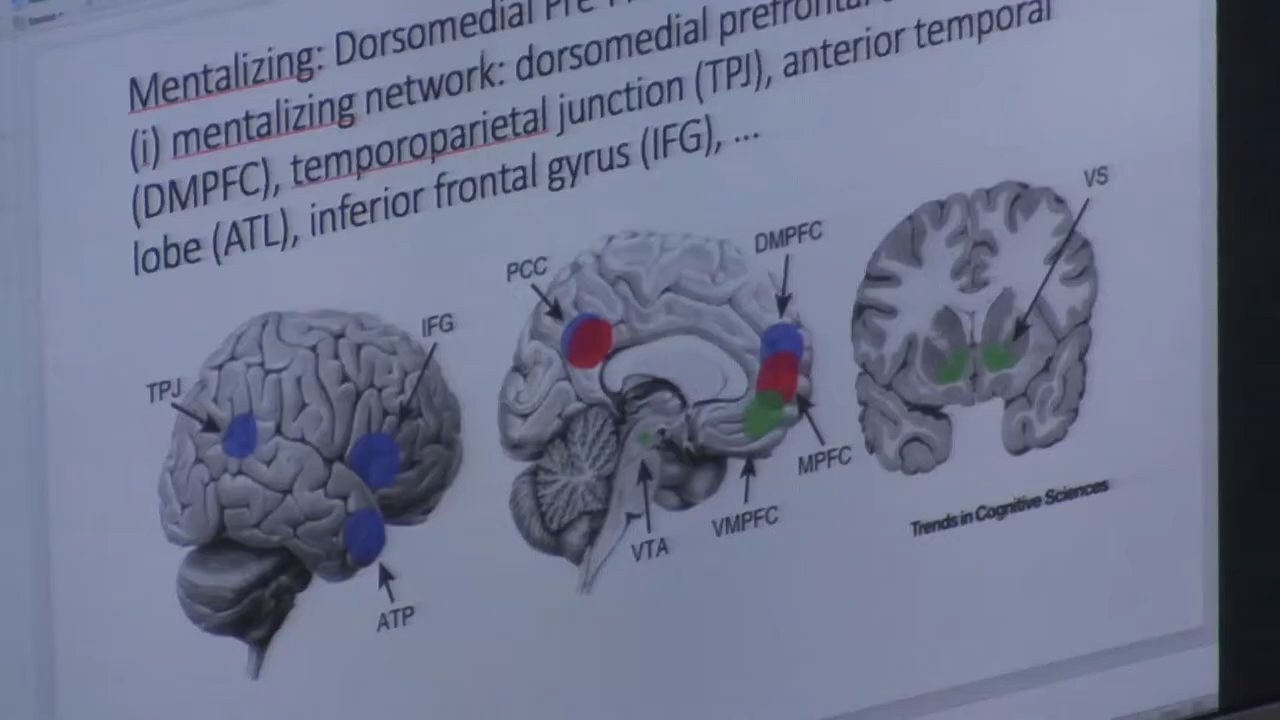 Mentalizing: Dorsomedial
(i) mentalizing network: dorsomedial
(DMPFC), temporoparietal junction (TPJ), anterior temporal
lobe (ATL), inferior frontal gyrus (IFG), ...
VS
DMPFC
PCC
IFG
TPJ
MPFC
VMPFC
VTA
ATP
Trends in Cognitive Sciences